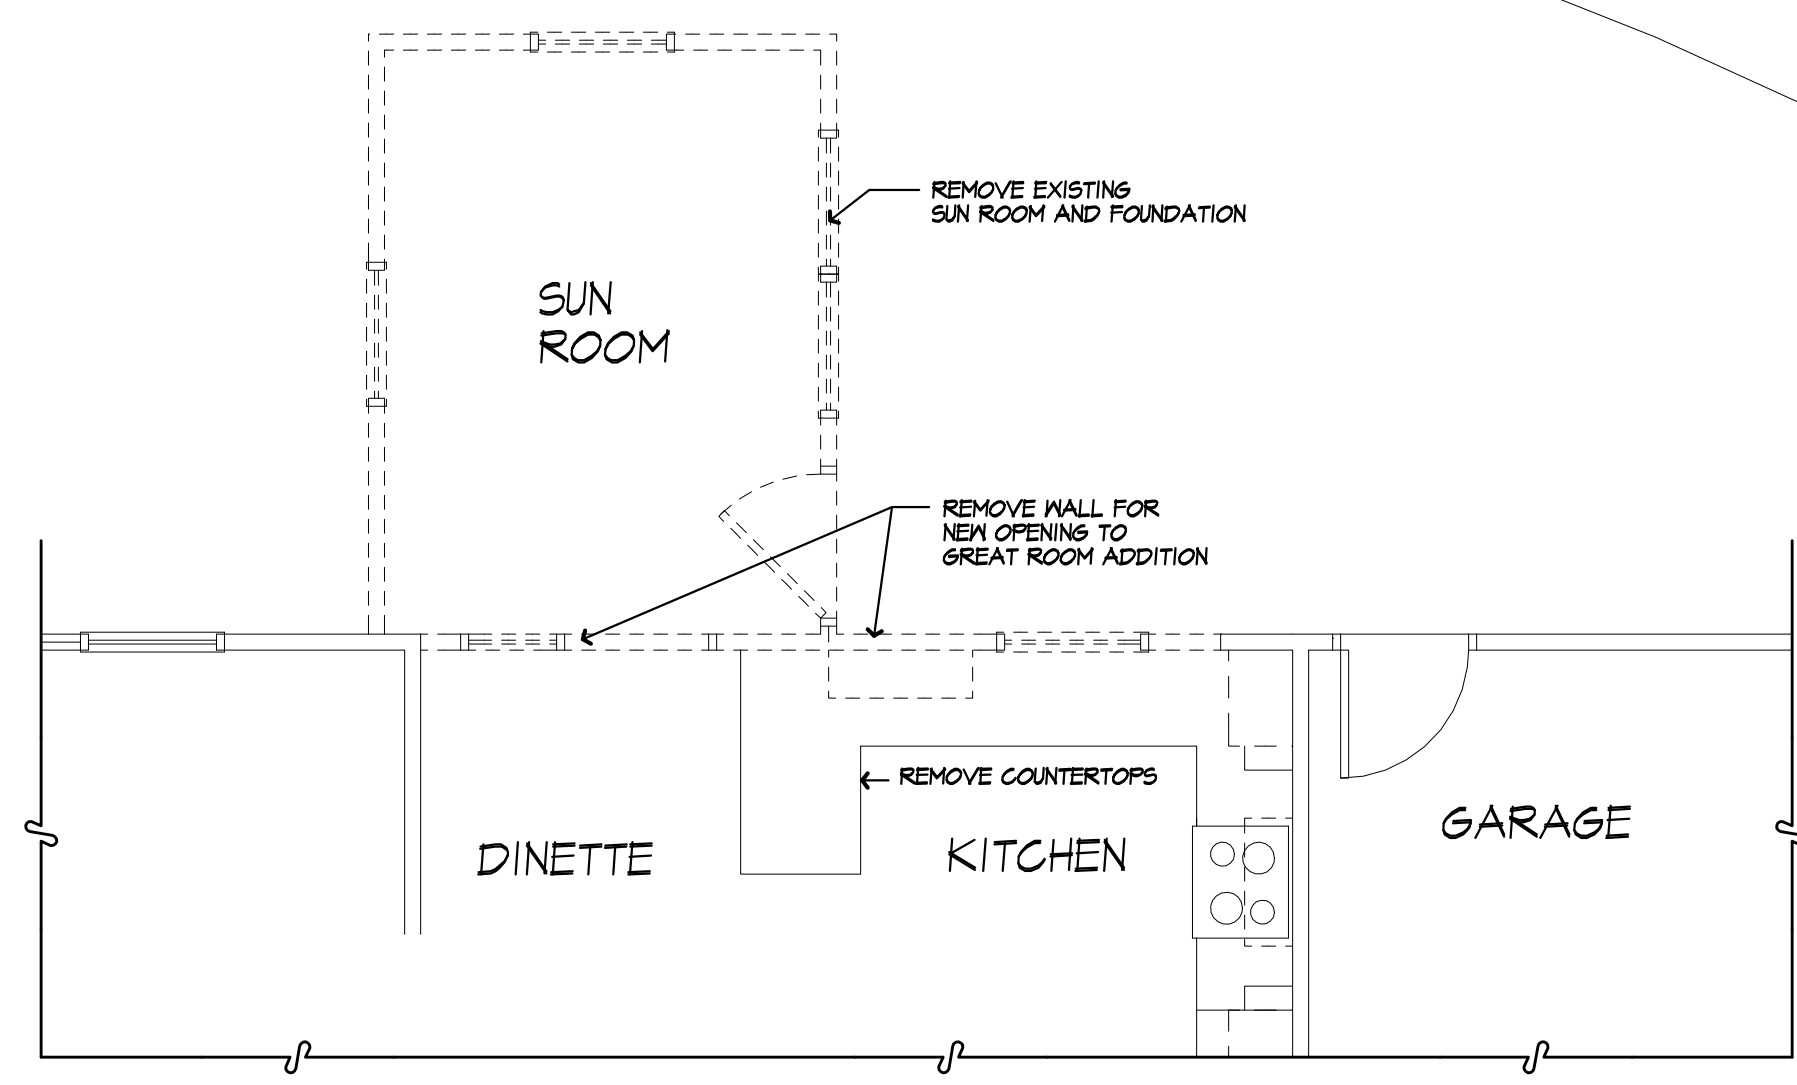 REMOVE EXISTING
SUN ROOM AND FOUNDATION
SUN
ROOM
REMOVE WALL FOR
NEW OPENING TO
GREAT ROOM ADDITION
REMOVE COUNTERTOPS
GARAGE
DINETTE
KITCHEN